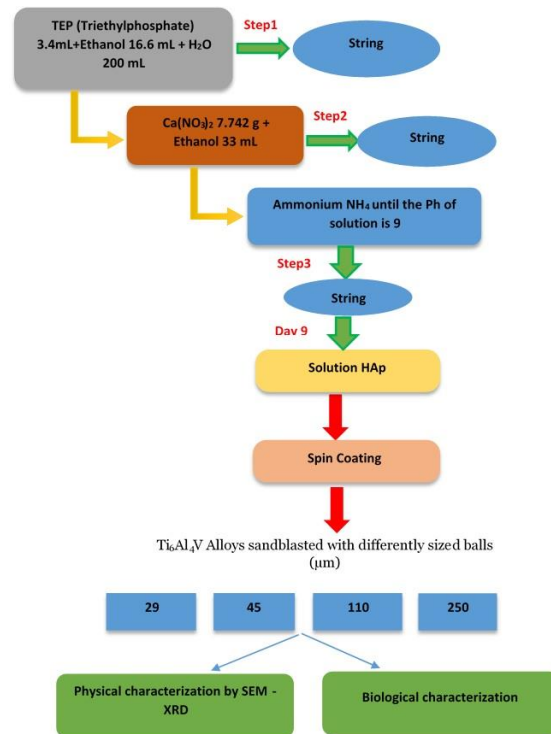 TEP (Triethylphosphate)
3.4mL+Ethanol 16.6 mL + H₂O
200 mL
Step1
String
Ca(NO₃)₂ 7.742 g +
Ethanol 33 mL
Step2
String
Ammonium NH₄ until the Ph of
solution is 9
Step3
String
Day 9
Solution HAp
Spin Coating
Ti₆Al₄V Alloys sandblasted with differently sized balls
(µm)
29
45
110
250
Physical characterization by SEM -
XRD
Biological characterization